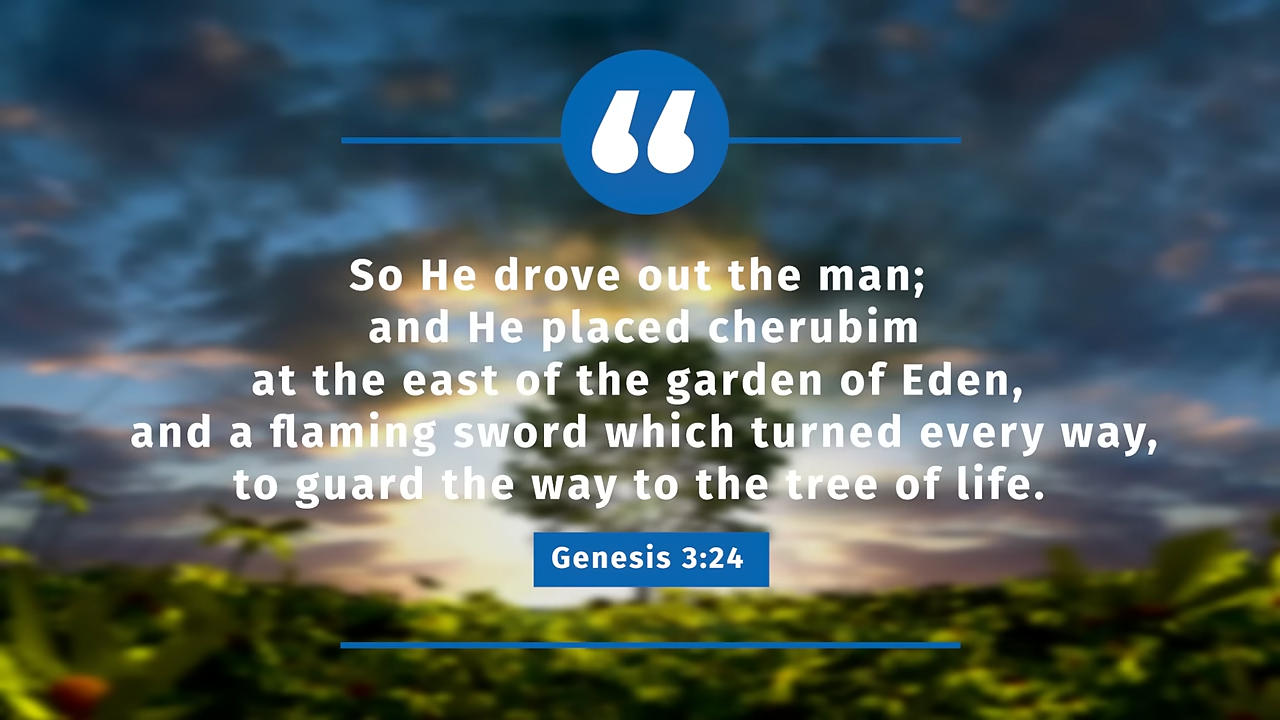 “
So He drove out the man;
and He placed cherubim
at the east of the garden of Eden,
and a flaming sword which turned every way,
to guard the way to the tree of life.
Genesis 3:24